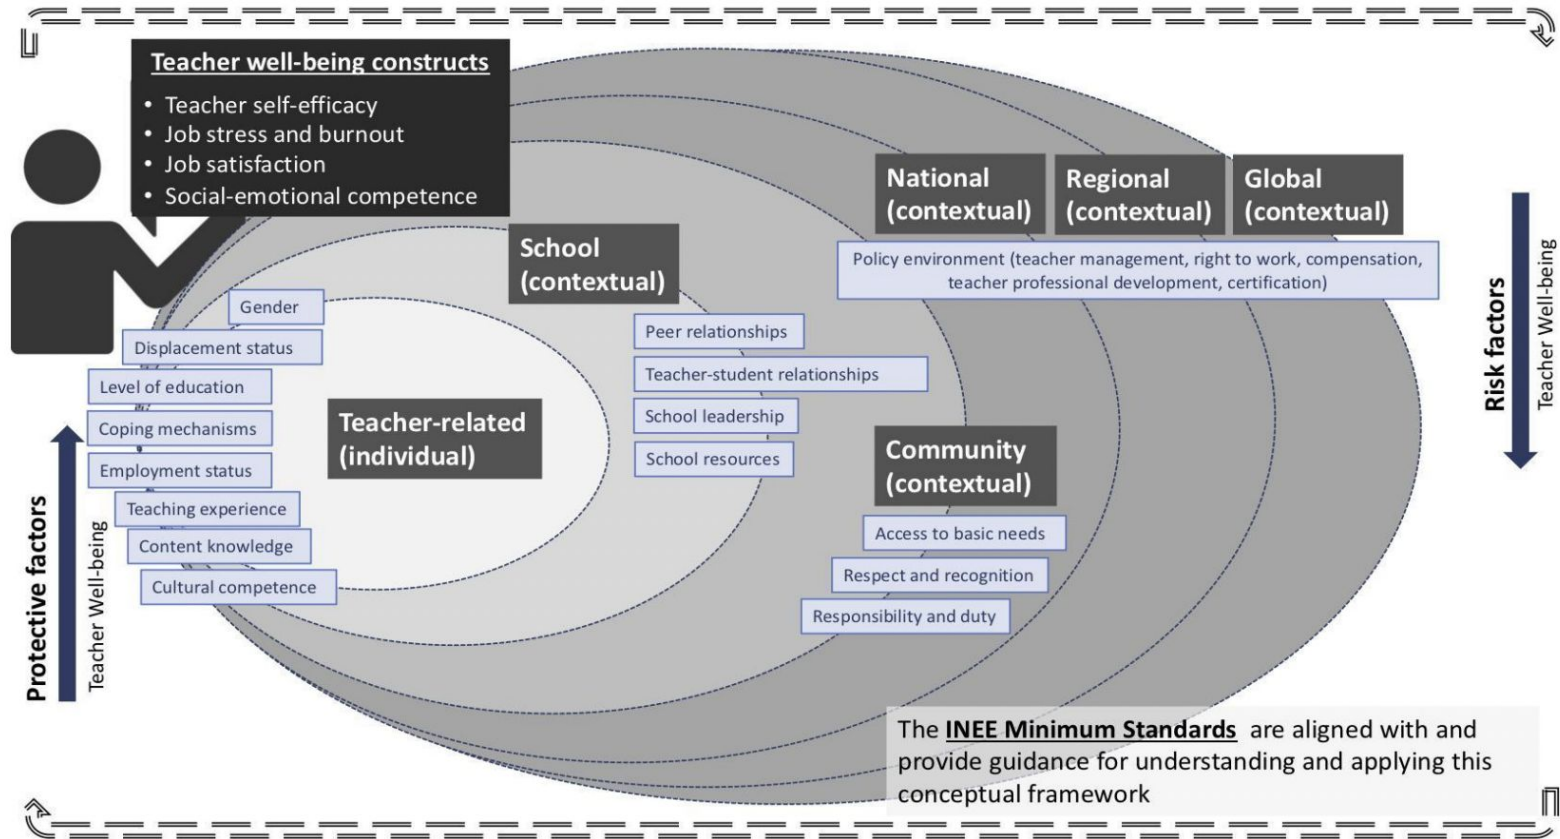 Teacher well-being constructs
• Teacher self-efficacy
• Job stress and burnout
• Job satisfaction
• Social-emotional competence
National
(contextual)
Regional
(contextual)
Global
(contextual)
Policy environment (teacher management, right to work, compensation,
teacher professional development, certification)
School
(contextual)
Peer relationships
Teacher-student relationships
School leadership
School resources
Gender
Displacement status
Level of education
Coping mechanisms
Employment status
Teaching experience
Content knowledge
Cultural competence
Teacher-related
(individual)
Community
(contextual)
Access to basic needs
Respect and recognition
Responsibility and duty
Protective factors
Teacher Well-being
Risk factors
Teacher Well-being
The INEE Minimum Standards are aligned with and
provide guidance for understanding and applying this
conceptual framework